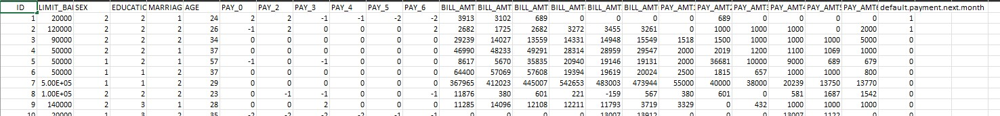 ID LIMIT_BAL SEX EDUCATIC MARRIAG AGE PAY_0 PAY_2 PAY_3 PAY_4 PAY_5 PAY_6 BILL_AMT BILL_AMT BILL_AMT BILL_AMT BILL_AMT BILL_AMT PAY_AMT1 PAY_AMT2 PAY_AMT3 PAY_AMT4 PAY_AMT5 PAY_AMT6 default.payment.next.month
1 20000 2 2 1 24 2 2 -1 -1 -2 -2 3913 3102 689 0 0 0 0 689 0 0 0 0 1
2 120000 2 2 2 26 -1 2 0 0 0 2 2682 1725 2682 3272 3455 3261 0 1000 1000 1000 0 2000 1
3 90000 2 2 2 34 0 0 0 0 0 0 29239 14027 13559 14331 14948 15549 1518 1500 1000 1000 1000 5000 0
4 50000 2 2 1 37 0 0 0 0 0 0 46990 48233 49291 28314 28959 29547 2000 2019 1200 1100 1069 1000 0
5 50000 1 2 1 57 -1 0 -1 0 0 0 8617 5670 35835 20940 19146 19131 2000 36681 10000 9000 689 679 0
6 50000 1 1 2 37 0 0 0 0 0 0 64400 57069 57608 19394 19619 20024 2500 1815 657 1000 1000 800 0
7 5.00E+05 1 1 2 29 0 0 0 0 0 0 367965 412023 445007 542653 483003 473944 55000 40000 38000 20239 13750 13770 0
8 1.00E+05 2 2 2 23 0 -1 -1 0 0 -1 11876 380 601 221 -159 567 380 601 0 581 1687 1542 0
9 140000 2 3 1 28 0 0 2 0 0 0 11285 14096 12108 12211 11793 3719 3329 0 432 1000 1000 1000 0
10 20000 1 3 2 35 -2 -2 -2 -2 -1 -1 0 0 0 0 13007 13912 0 0 0 13007 1122 0 0